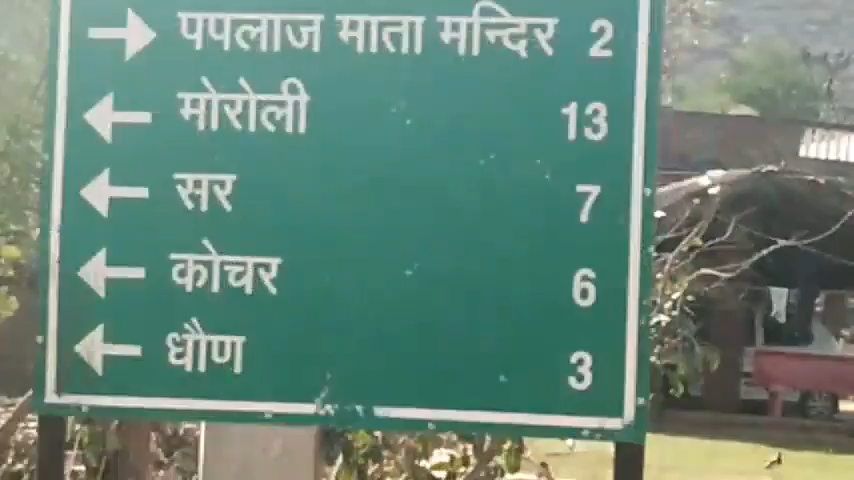 → पपलाज माता मन्दिर 2
← मोरोली 13
← सर 7
← कोचर 6
← धौण 3